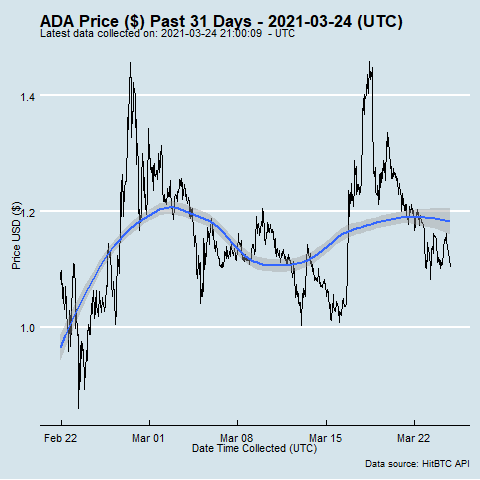 ADA Price ($) Past 31 Days - 2021-03-24 (UTC)
Latest data collected on: 2021-03-24 21:00:09 - UTC
Price USD ($)
1.4
1.2
1.0
Feb 22 Mar 01 Mar 08 Mar 15 Mar 22
Date Time Collected (UTC)
Data source: HitBTC API